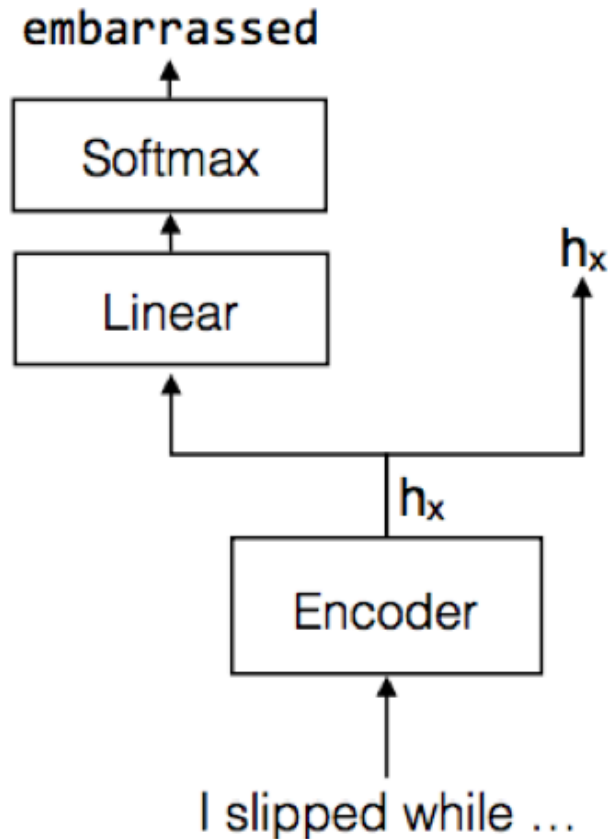 embarrassed
Softmax
hₓ
Linear
hₓ
Encoder
I slipped while ...